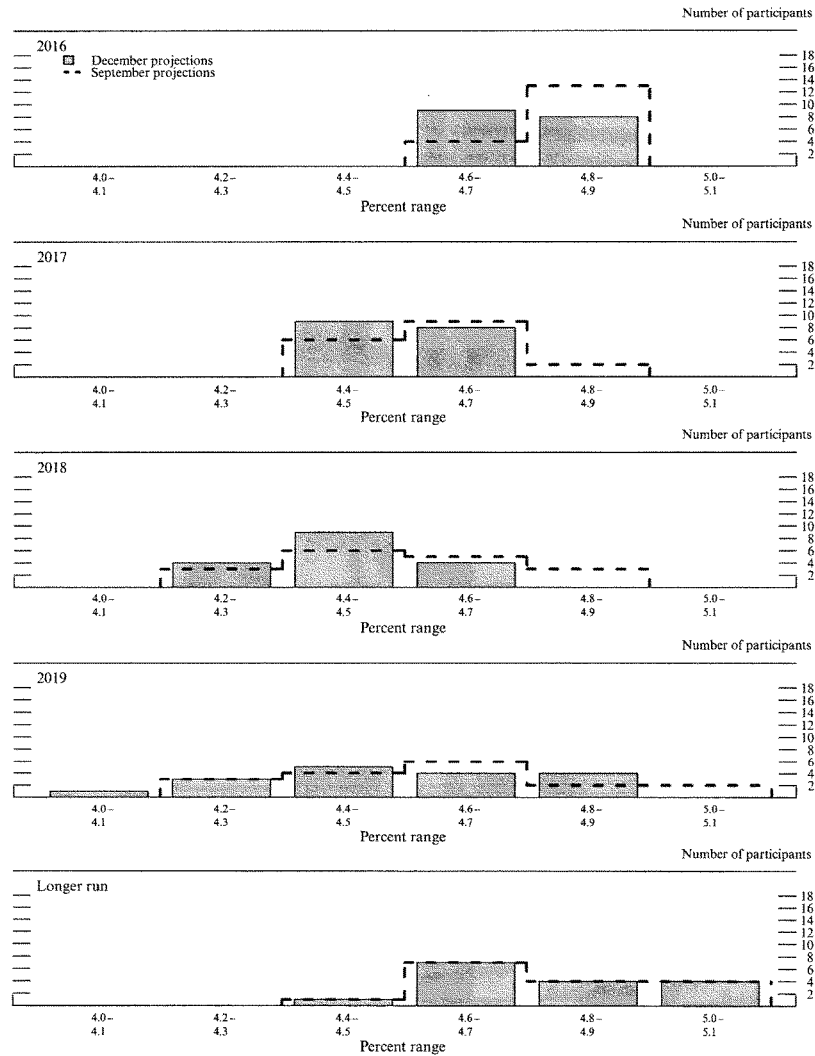 Number of participants
2016
December projections
September projections
18
16
14
12
10
8
6
4
2
4.0– 4.2– 4.4– 4.6– 4.8– 5.0–
4.1 4.3 4.5 4.7 4.9 5.1
Percent range
Number of participants
2017
18
16
14
12
10
8
6
4
2
4.0– 4.2– 4.4– 4.6– 4.8– 5.0–
4.1 4.3 4.5 4.7 4.9 5.1
Percent range
Number of participants
2018
18
16
14
12
10
8
6
4
2
4.0– 4.2– 4.4– 4.6– 4.8– 5.0–
4.1 4.3 4.5 4.7 4.9 5.1
Percent range
Number of participants
2019
18
16
14
12
10
8
6
4
2
4.0– 4.2– 4.4– 4.6– 4.8– 5.0–
4.1 4.3 4.5 4.7 4.9 5.1
Percent range
Number of participants
Longer run
18
16
14
12
10
8
6
4
2
4.0– 4.2– 4.4– 4.6– 4.8– 5.0–
4.1 4.3 4.5 4.7 4.9 5.1
Percent range